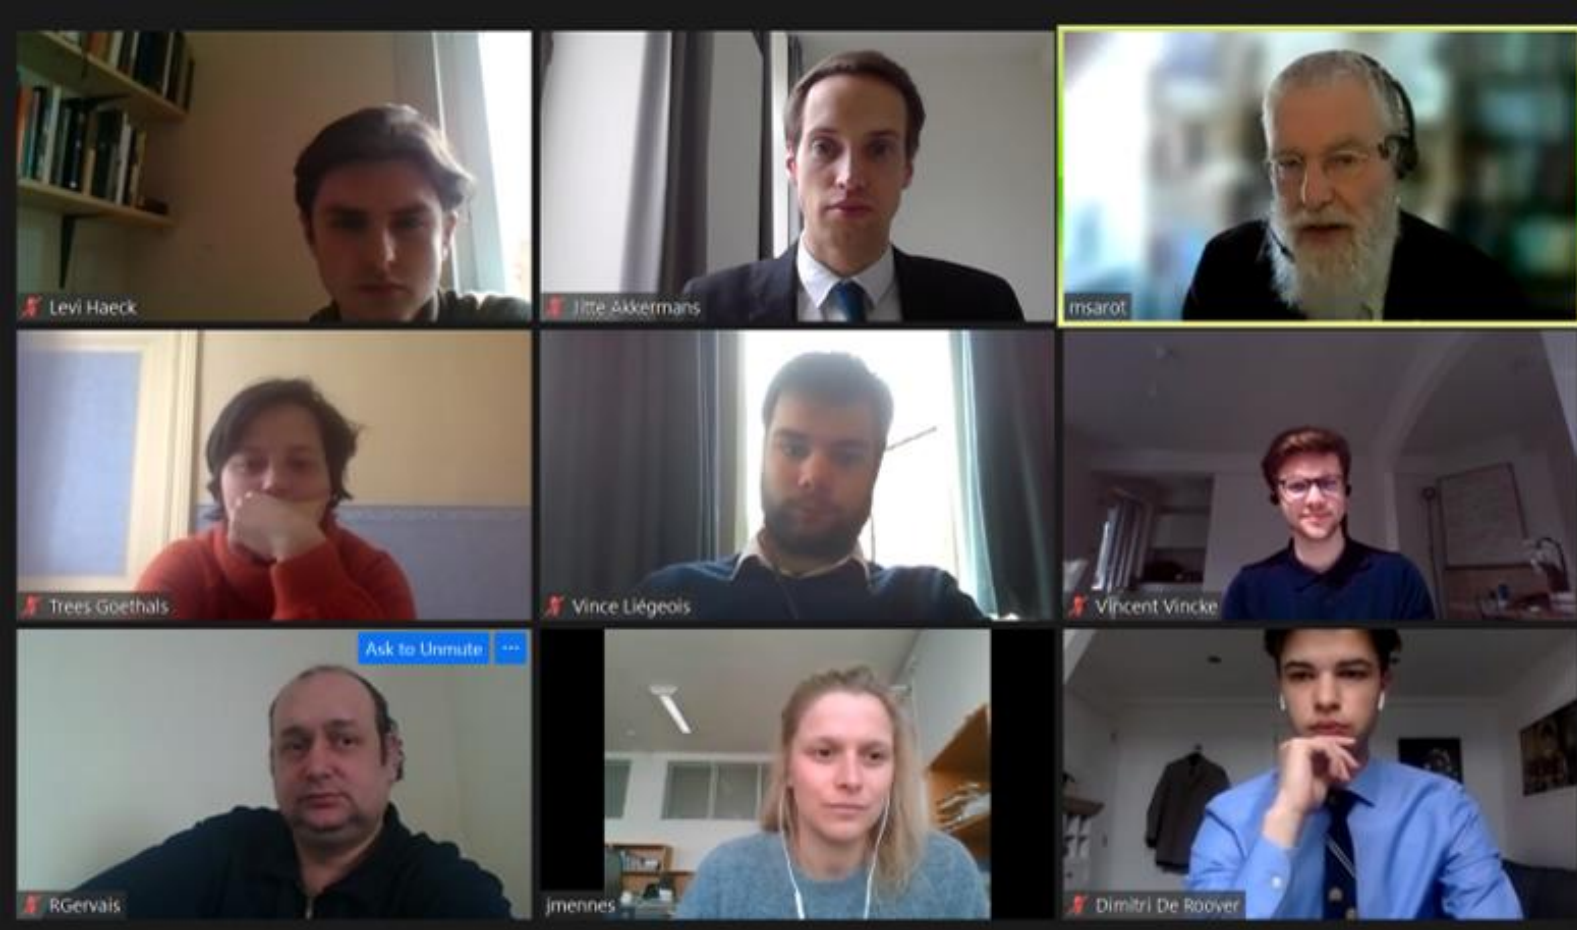 Levi Haeck
Jitte Akkermans
msarot
Trees Goethals
Vince Liégeois
Vincent Vincke
Ask to Unmute ...
RGervais
jmennes
Dimitri De Roover